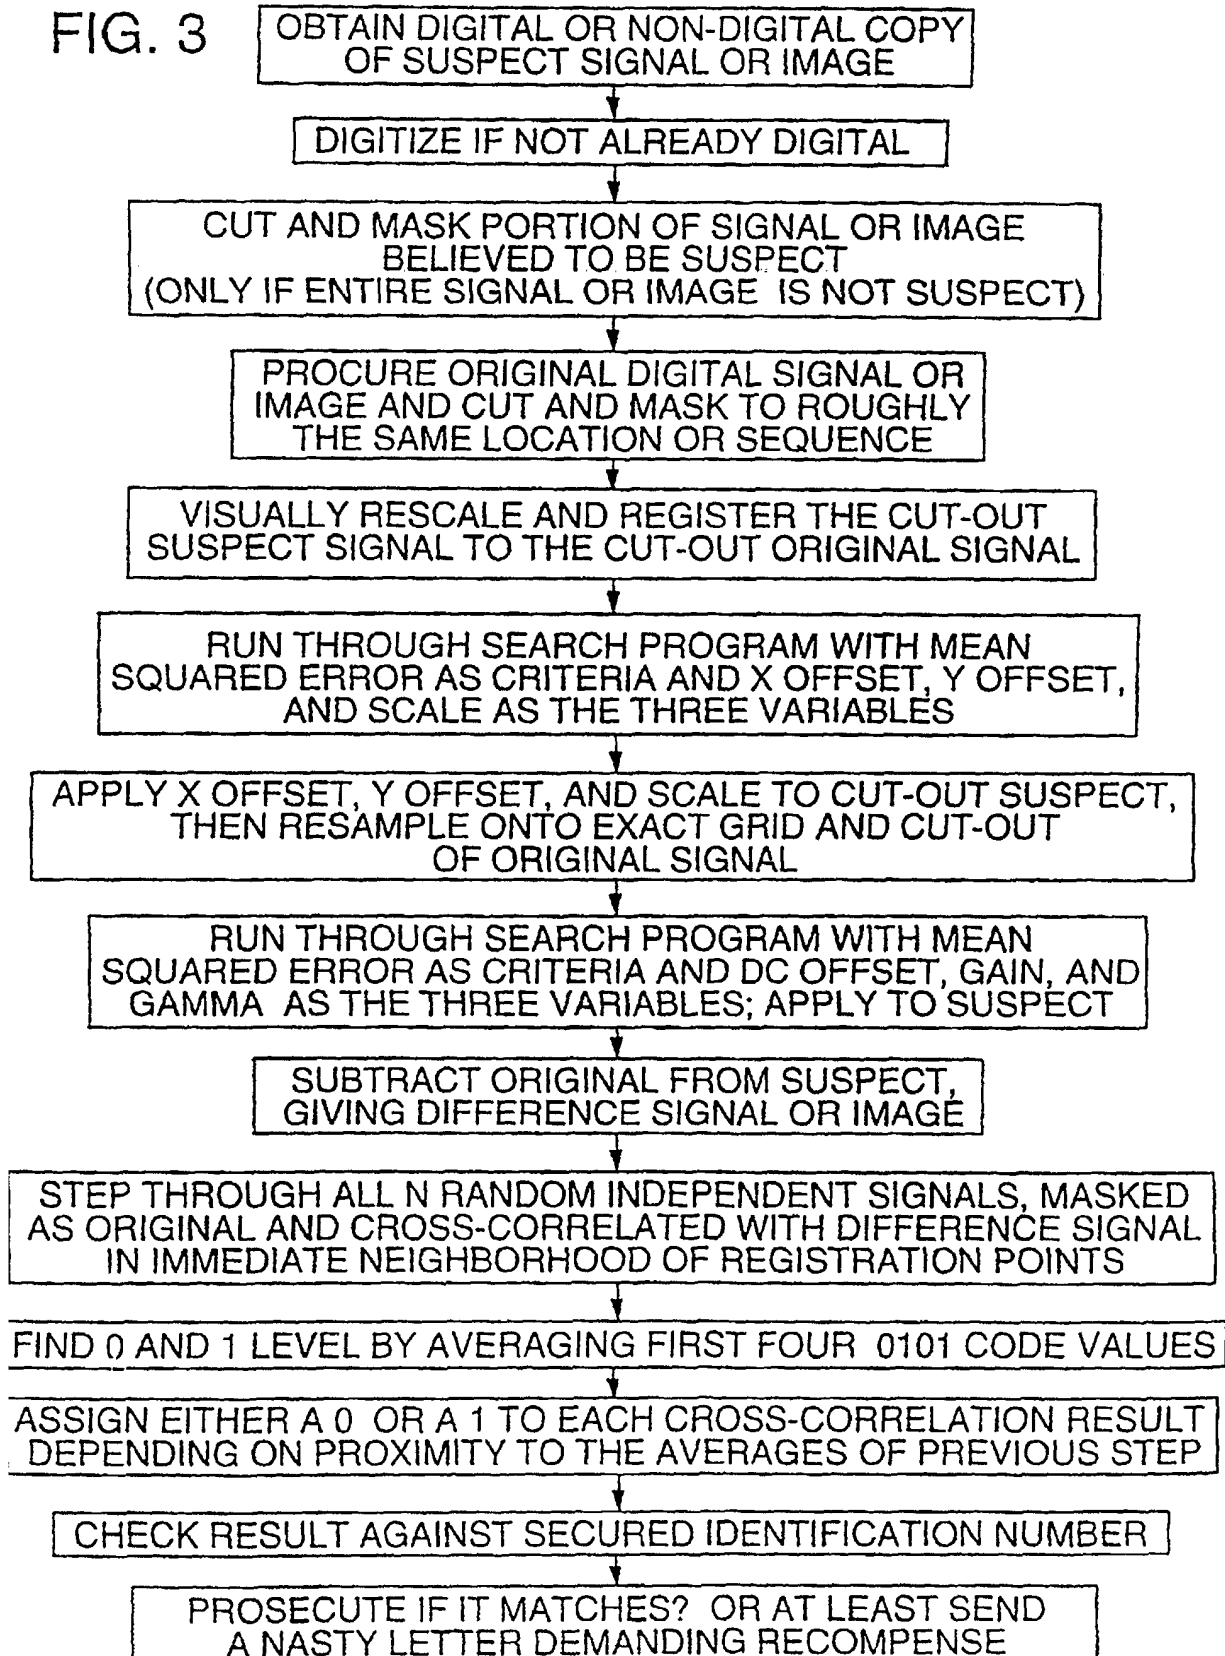 FIG. 3
OBTAIN DIGITAL OR NON-DIGITAL COPY
OF SUSPECT SIGNAL OR IMAGE
DIGITIZE IF NOT ALREADY DIGITAL
CUT AND MASK PORTION OF SIGNAL OR IMAGE
BELIEVED TO BE SUSPECT
(ONLY IF ENTIRE SIGNAL OR IMAGE IS NOT SUSPECT)
PROCURE ORIGINAL DIGITAL SIGNAL OR
IMAGE AND CUT AND MASK TO ROUGHLY
THE SAME LOCATION OR SEQUENCE
VISUALLY RESCALE AND REGISTER THE CUT-OUT
SUSPECT SIGNAL TO THE CUT-OUT ORIGINAL SIGNAL
RUN THROUGH SEARCH PROGRAM WITH MEAN
SQUARED ERROR AS CRITERIA AND X OFFSET, Y OFFSET,
AND SCALE AS THE THREE VARIABLES
APPLY X OFFSET, Y OFFSET, AND SCALE TO CUT-OUT SUSPECT,
THEN RESAMPLE ONTO EXACT GRID AND CUT-OUT
OF ORIGINAL SIGNAL
RUN THROUGH SEARCH PROGRAM WITH MEAN
SQUARED ERROR AS CRITERIA AND DC OFFSET, GAIN, AND
GAMMA AS THE THREE VARIABLES; APPLY TO SUSPECT
SUBTRACT ORIGINAL FROM SUSPECT,
GIVING DIFFERENCE SIGNAL OR IMAGE
STEP THROUGH ALL N RANDOM INDEPENDENT SIGNALS, MASKED
AS ORIGINAL AND CROSS-CORRELATED WITH DIFFERENCE SIGNAL
IN IMMEDIATE NEIGHBORHOOD OF REGISTRATION POINTS
FIND 0 AND 1 LEVEL BY AVERAGING FIRST FOUR 0101 CODE VALUES
ASSIGN EITHER A 0 OR A 1 TO EACH CROSS-CORRELATION RESULT
DEPENDING ON PROXIMITY TO THE AVERAGES OF PREVIOUS STEP
CHECK RESULT AGAINST SECURED IDENTIFICATION NUMBER
PROSECUTE IF IT MATCHES? OR AT LEAST SEND
A NASTY LETTER DEMANDING RECOMPENSE